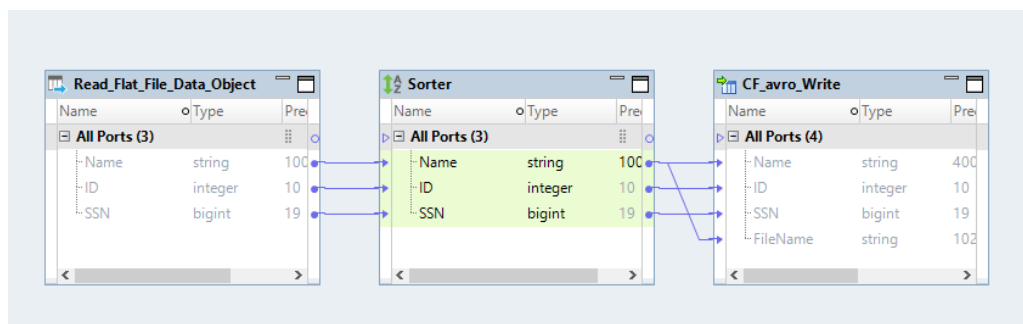 Read_Flat_File_Data_Object
Name Type Pre
All Ports (3)
Name string 100
ID integer 10
SSN bigint 19
Sorter
Name Type Pre
All Ports (3)
Name string 100
ID integer 10
SSN bigint 19
CF_avro_Write
Name Type Pre
All Ports (4)
Name string 400
ID integer 10
SSN bigint 19
FileName string 102